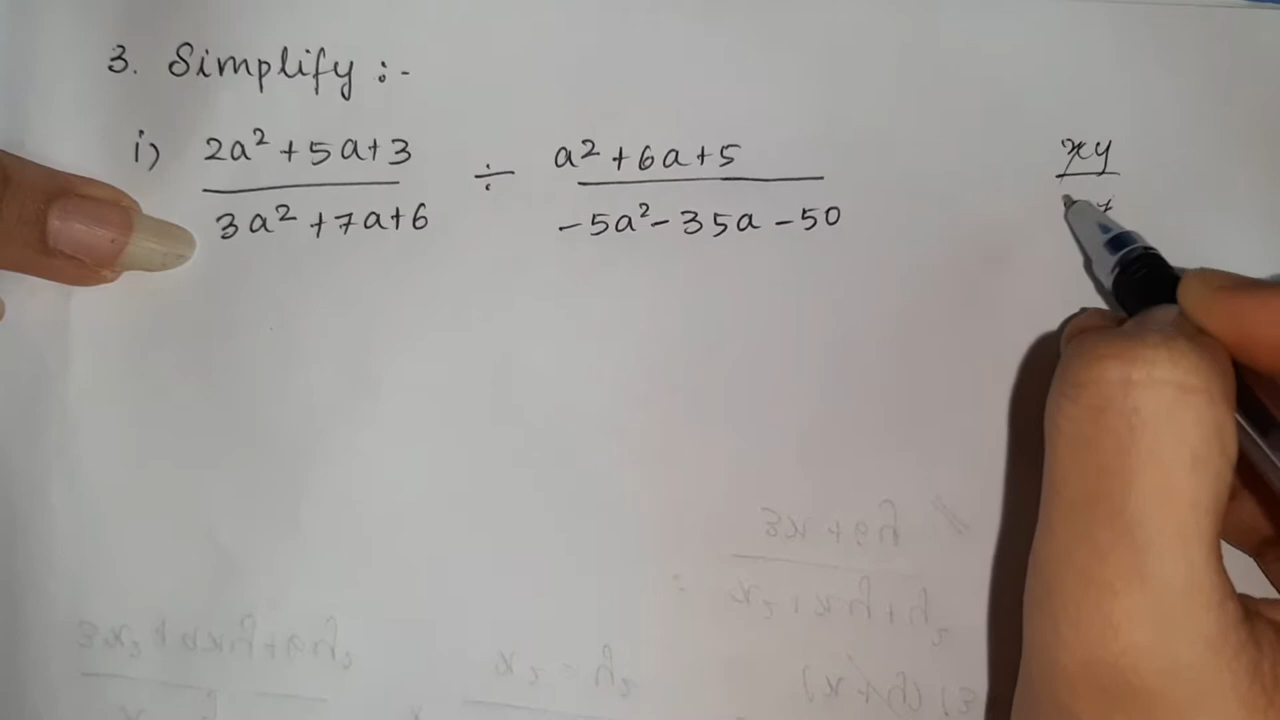 3. Simplify :-
i) 2a² + 5a + 3 / 3a² + 7a + 6 ÷ a² + 6a + 5 / -5a² - 35a - 50
xy